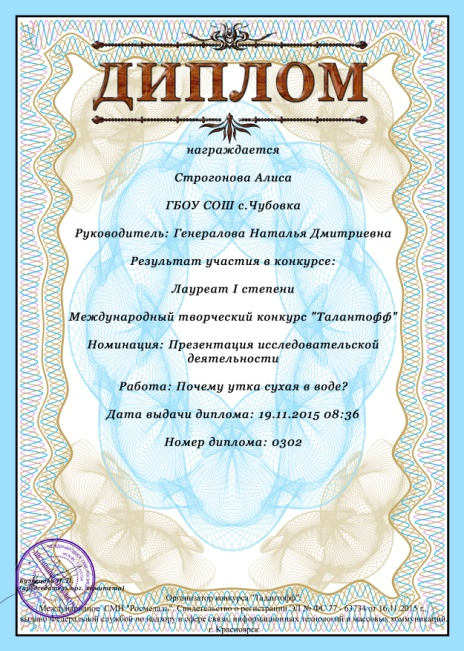 ДИПЛОМ
награждается
Строгонова Алиса
ГБОУ СОШ с.Чубовка
Руководитель: Генералова Наталья Дмитриевна
Результат участия в конкурсе:
Лауреат I степени
Международный творческий конкурс "Талантофф"
Номинация: Презентация исследовательской
деятельности
Работа: Почему утка сухая в воде?
Дата выдачи диплома: 19.11.2015 08:36
Номер диплома: 0302
(председатель орг. комитета)
Организатор конкурса "Талантофф":
Международное СМИ "Росмедаль". Свидетельство о регистрации ЭЛ № ФС 77 - 63734 от 16.11.2015 г.,
выдано Федеральной службой по надзору в сфере связи, информационных технологий и массовых коммуникаций.
г. Красноярск